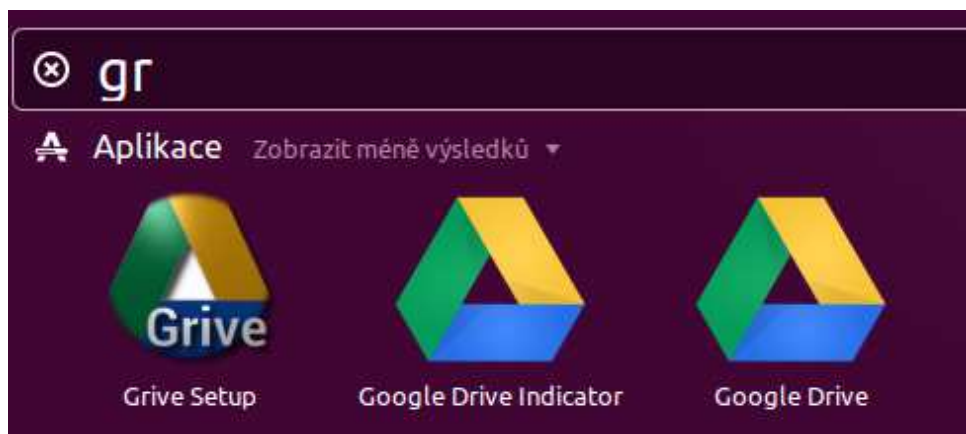 gr
Aplikace Zobrazit méně výsledků
Grive
Grive Setup Google Drive Indicator Google Drive